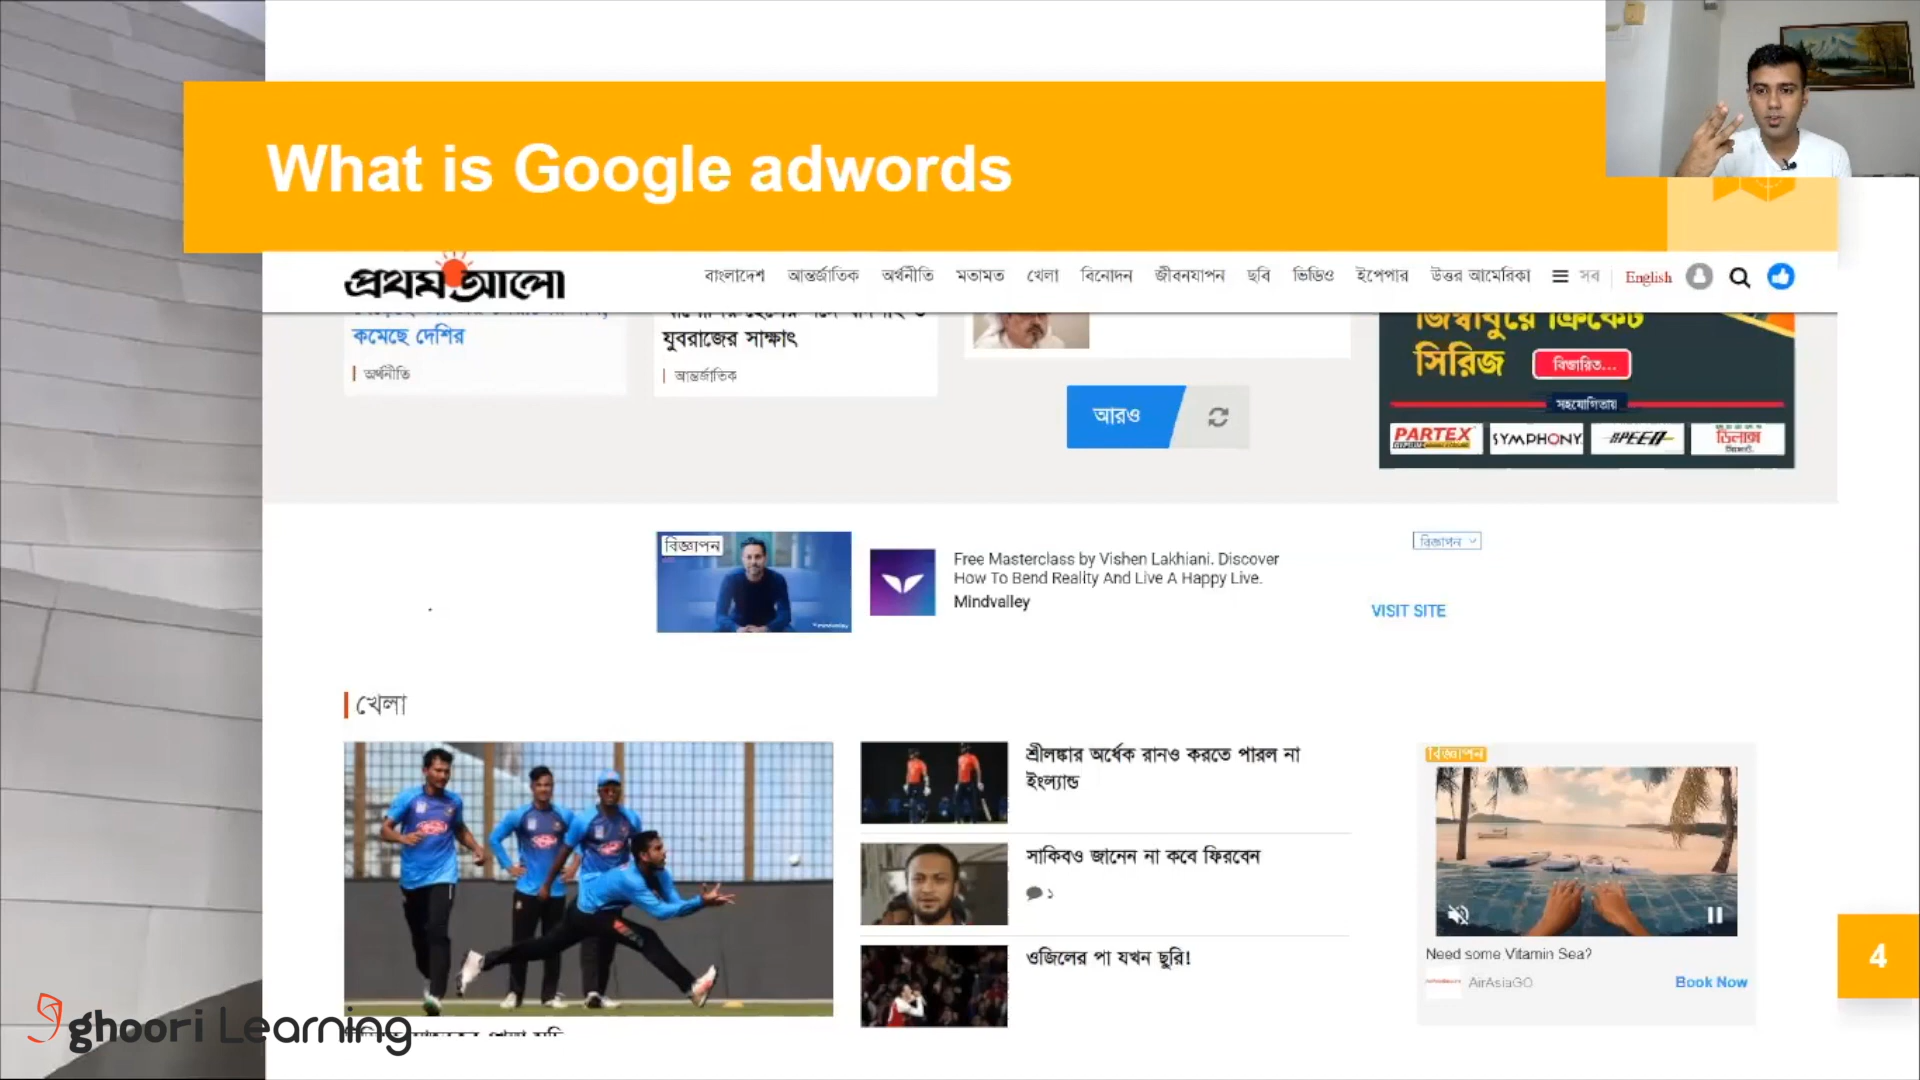 What is Google adwords
প্রথম আলো
বাংলাদেশ আন্তর্জাতিক অর্থনীতি মতামত খেলা বিনোদন জীবনযাপন ছবি ভিডিও ইপেপার উত্তর আমেরিকা সব English
কমেছে দেশির
অর্থনীতি
যুবরাজের সাক্ষাৎ
আন্তর্জাতিক
আরও
জিম্বাবুয়ে ক্রিকেট
সিরিজ
বিস্তারিত...
সহযোগিতায়
PARTEX
SYMPHONY
SPEED
বিজ্ঞাপন
Free Masterclass by Vishen Lakhiani. Discover
How To Bend Reality And Live A Happy Live.
Mindvalley
বিজ্ঞাপন
VISIT SITE
খেলা
শ্রীলঙ্কার অর্ধেক রানও করতে পারল না
ইংল্যান্ড
সাকিবও জানেন না কবে ফিরবেন
১
ওজিলের পা যখন ছুরি!
বিজ্ঞাপন
Need some Vitamin Sea?
AirAsiaGO
Book Now
4
ghoori Learning